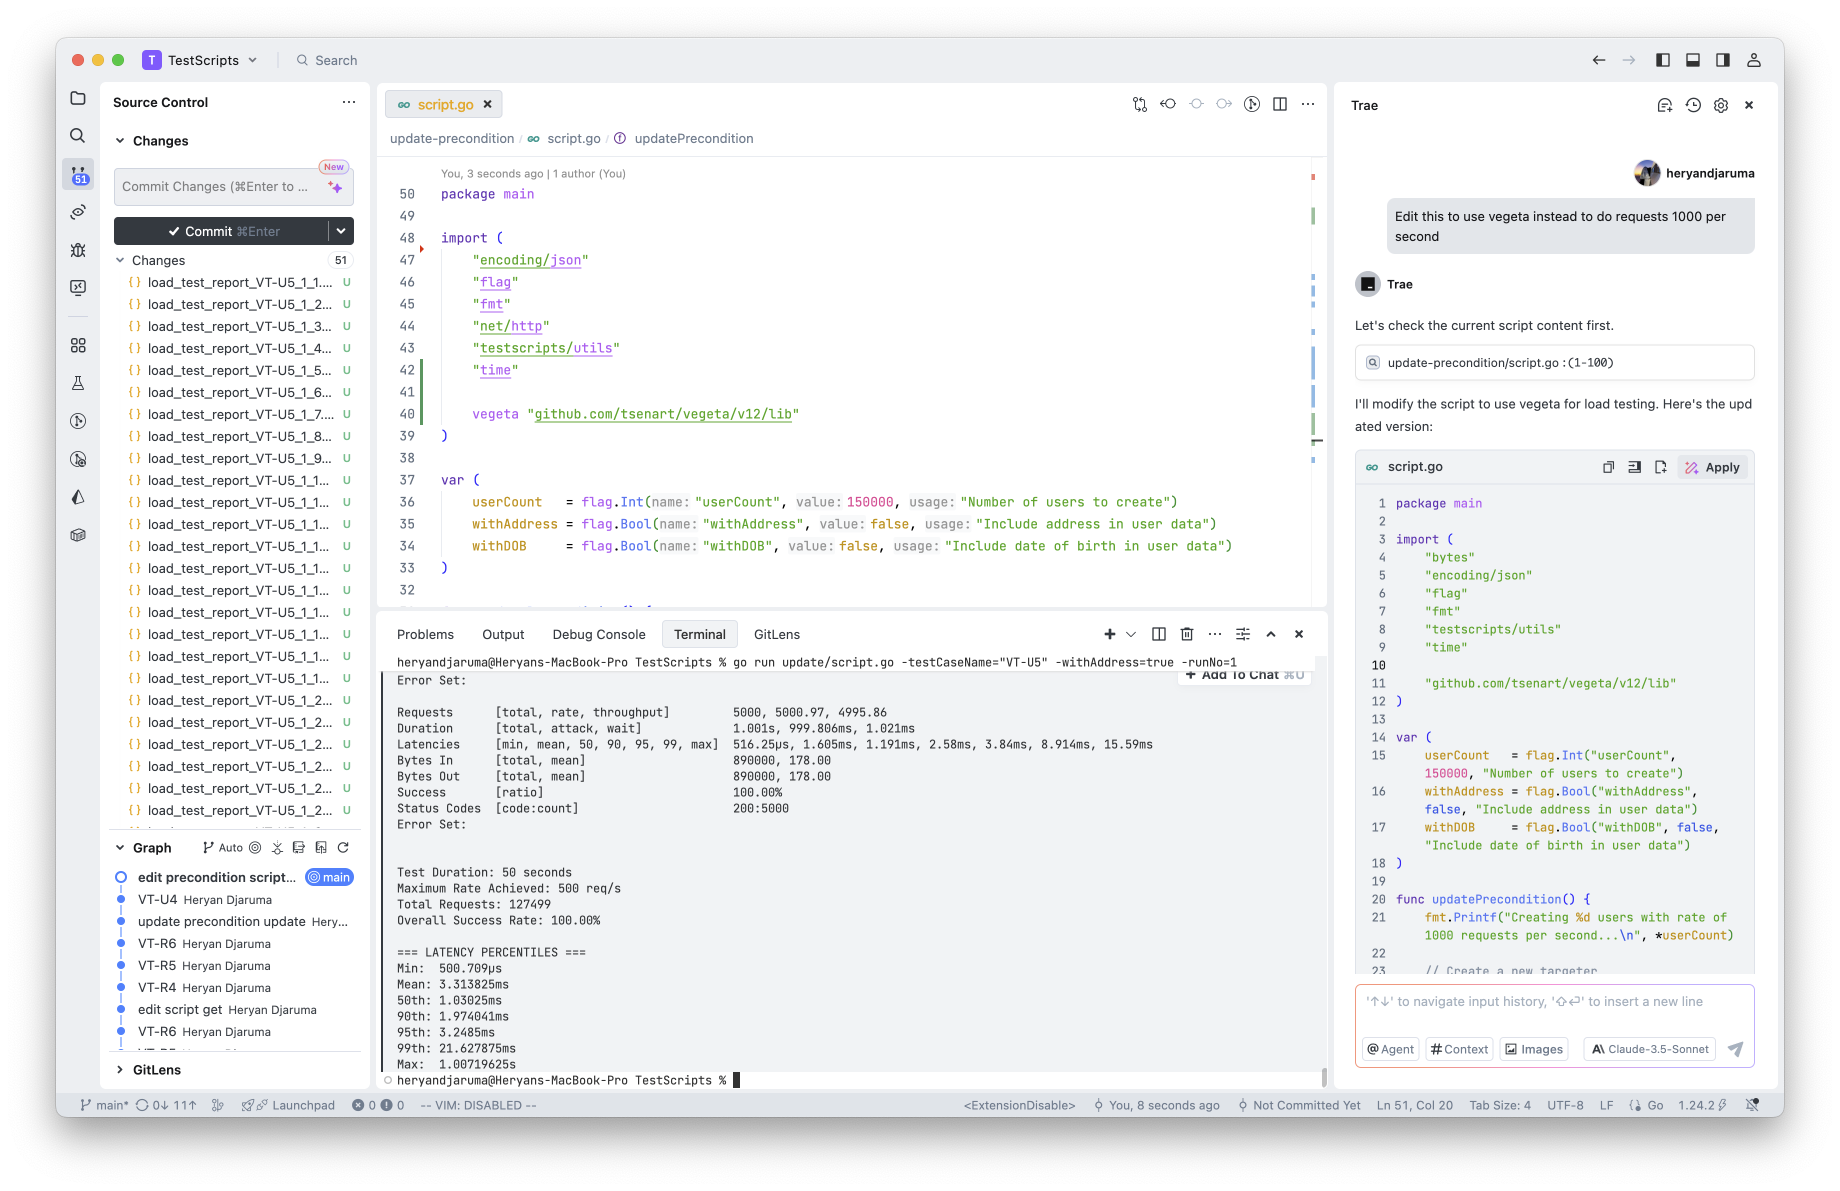 T TestScripts
Search
Source Control
Changes
New
Commit Changes (⌘Enter to ...
Commit ⌘Enter
Changes 51
51
{} load_test_report_VT-U5_1_1.... U
{} load_test_report_VT-U5_1_2... U
{} load_test_report_VT-U5_1_3... U
{} load_test_report_VT-U5_1_4... U
{} load_test_report_VT-U5_1_5... U
{} load_test_report_VT-U5_1_6... U
{} load_test_report_VT-U5_1_7.... U
{} load_test_report_VT-U5_1_8... U
{} load_test_report_VT-U5_1_9... U
{} load_test_report_VT-U5_1_1... U
{} load_test_report_VT-U5_1_1... U
{} load_test_report_VT-U5_1_1... U
{} load_test_report_VT-U5_1_1... U
{} load_test_report_VT-U5_1_1... U
{} load_test_report_VT-U5_1_1... U
{} load_test_report_VT-U5_1_1... U
{} load_test_report_VT-U5_1_1... U
{} load_test_report_VT-U5_1_1... U
{} load_test_report_VT-U5_1_1... U
{} load_test_report_VT-U5_1_2... U
{} load_test_report_VT-U5_1_2... U
{} load_test_report_VT-U5_1_2... U
{} load_test_report_VT-U5_1_2... U
{} load_test_report_VT-U5_1_2... U
{} load_test_report_VT-U5_1_2... U
Graph Auto
edit precondition script... main
VT-U4 Heryan Djaruma
update precondition update Hery...
VT-R6 Heryan Djaruma
VT-R5 Heryan Djaruma
VT-R4 Heryan Djaruma
edit script get Heryan Djaruma
VT-R6 Heryan Djaruma
GitLens
script.go
update-precondition / script.go / updatePrecondition
You, 3 seconds ago | 1 author (You)
50 package main
49
48 import (
47 "encoding/json"
46 "flag"
45 "fmt"
44 "net/http"
43 "testscripts/utils"
42 "time"
41
40 vegeta "github.com/tsenart/vegeta/v12/lib"
39 )
38
37 var (
36 userCount = flag.Int(name: "userCount", value: 150000, usage: "Number of users to create")
35 withAddress = flag.Bool(name: "withAddress", value: false, usage: "Include address in user data")
34 withDOB = flag.Bool(name: "withDOB", value: false, usage: "Include date of birth in user data")
33 )
32
Problems Output Debug Console Terminal GitLens
heryandjaruma@Heryans-MacBook-Pro TestScripts % go run update/script.go -testCaseName="VT-U5" -withAddress=true -runNo=1
Add To Chat ⌘U
Error Set:
Requests [total, rate, throughput] 5000, 5000.97, 4995.86
Duration [total, attack, wait] 1.001s, 999.806ms, 1.021ms
Latencies [min, mean, 50, 90, 95, 99, max] 516.25µs, 1.605ms, 1.191ms, 2.58ms, 3.84ms, 8.914ms, 15.59ms
Bytes In [total, mean] 890000, 178.00
Bytes Out [total, mean] 890000, 178.00
Success [ratio] 100.00%
Status Codes [code:count] 200:5000
Error Set:
Test Duration: 50 seconds
Maximum Rate Achieved: 500 req/s
Total Requests: 127499
Overall Success Rate: 100.00%
=== LATENCY PERCENTILES ===
Min: 500.709µs
Mean: 3.313825ms
50th: 1.03025ms
90th: 1.974041ms
95th: 3.2485ms
99th: 21.627875ms
Max: 1.00719625s
heryandjaruma@Heryans-MacBook-Pro TestScripts %
Trae
heryandjaruma
Edit this to use vegeta instead to do requests 1000 per
second
Trae
Let's check the current script content first.
update-precondition/script.go :(1-100)
I'll modify the script to use vegeta for load testing. Here's the upd
ated version:
script.go
Apply
1 package main
2
3 import (
4 "bytes"
5 "encoding/json"
6 "flag"
7 "fmt"
8 "testscripts/utils"
9 "time"
10
11 "github.com/tsenart/vegeta/v12/lib"
12 )
13
14 var (
15 userCount = flag.Int("userCount",
150000, "Number of users to create")
16 withAddress = flag.Bool("withAddress",
false, "Include address in user data")
17 withDOB = flag.Bool("withDOB", false,
"Include date of birth in user data")
18 )
19
20 func updatePrecondition() {
21 fmt.Printf("Creating %d users with rate of
1000 requests per second...\n", *userCount)
22
23 // Create a new targeter
'↑↓' to navigate input history, '⇧⏎' to insert a new line
@ Agent # Context Images Claude-3.5-Sonnet
main* 0↓ 11↑ Launchpad 0 0 -- VIM: DISABLED --
<ExtensionDisable> You, 8 seconds ago Not Committed Yet Ln 51, Col 20 Tab Size: 4 UTF-8 LF Go 1.24.2